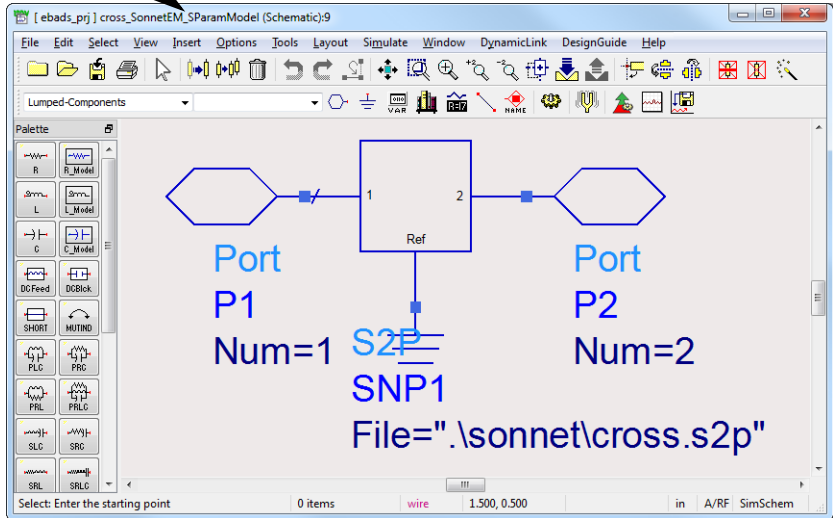 [ ebads_prj ] cross_SonnetEM_SParamModel (Schematic):9
File Edit Select View Insert Options Tools Layout Simulate Window DynamicLink DesignGuide Help
Lumped-Components
VAR
R=17
NAME
Palette
R R_Model
L L_Model
C C_Model
DCFeed DCBlck
SHORT MUTIND
PLC PRC
PRL PRLC
SLC SRC
SRL SRLC
1 2
Ref
Port
P1
Num=1
S2P
SNP1
File=".\sonnet\cross.s2p"
Port
P2
Num=2
Select: Enter the starting point 0 items wire 1.500, 0.500 in A/RF SimSchem